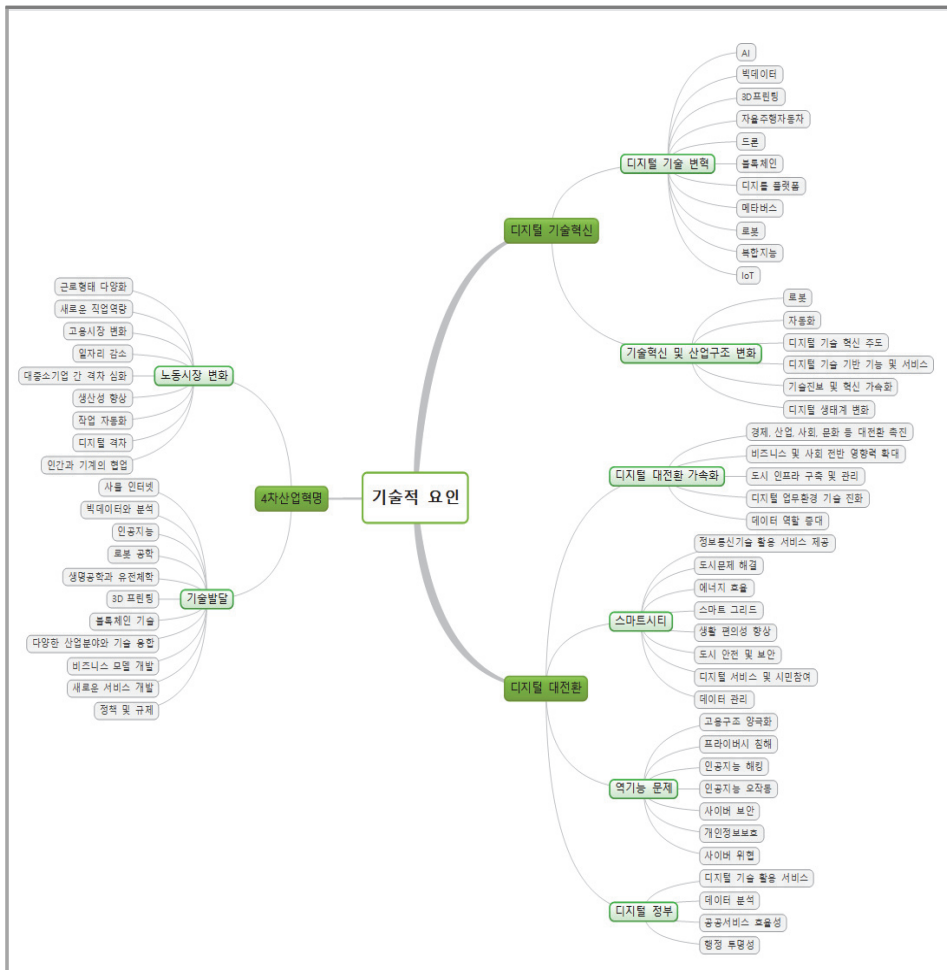 기술적 요인
디지털 기술혁신
디지털 기술 변혁
AI
빅데이터
3D프린팅
자율주행자동차
드론
블록체인
디지틀 플랫폼
메타버스
로봇
복합지능
IoT
기술혁신 및 산업구조 변화
로봇
자동화
디지털 기술 혁신 주도
디지털 기술 기반 기능 및 서비스
기술진보 및 혁신 가속화
디지털 생태계 변화
디지털 대전환
디지털 대전환 가속화
경제, 산업, 사회, 문화 등 대전환 촉진
비즈니스 및 사회 전반 영향력 확대
도시 인프라 구축 및 관리
디지털 업무환경 기술 진화
데이터 역할 증대
스마트시티
정보통신기술 활용 서비스 제공
도시문제 해결
에너지 효율
스마트 그리드
생활 편의성 향상
도시 안전 및 보안
디지털 서비스 및 시민참여
데이터 관리
역기능 문제
고용구조 양극화
프라이버시 침해
인공지능 해킹
인공지능 오작동
사이버 보안
개인정보보호
사이버 위협
디지털 정부
디지털 기술 활용 서비스
데이터 분석
공공서비스 효율성
행정 투명성
4차산업혁명
노동시장 변화
근로형태 다양화
새로운 직업역량
고용시장 변화
일자리 감소
대중소기업 간 격차 심화
생산성 향상
작업 자동화
디지털 격차
인간과 기계의 협업
기술발달
사물 인터넷
빅데이터와 분석
인공지능
로봇 공학
생명공학과 유전체학
3D 프린팅
블록체인 기술
다양한 산업분야와 기술 융합
비즈니스 모델 개발
새로운 서비스 개발
정책 및 규제